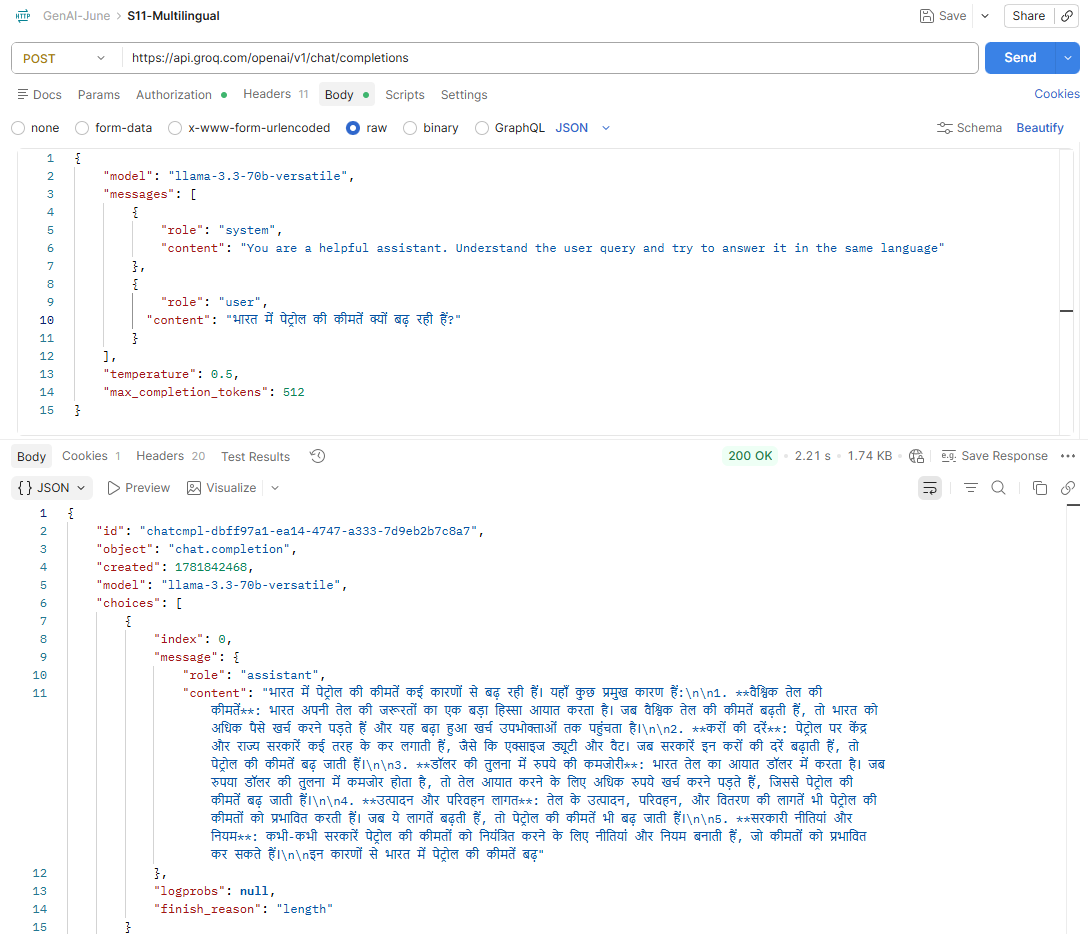 HTTP GenAI-June > S11-Multilingual Save Share
POST https://api.groq.com/openai/v1/chat/completions Send
Docs Params Authorization Headers 11 Body Scripts Settings Cookies
none form-data x-www-form-urlencoded raw binary GraphQL JSON Schema Beautify
1 {
2 "model": "llama-3.3-70b-versatile",
3 "messages": [
4 {
5 "role": "system",
6 "content": "You are a helpful assistant. Understand the user query and try to answer it in the same language"
7 },
8 {
9 "role": "user",
10 "content": "भारत में पेट्रोल की कीमतें क्यों बढ़ रही हैं?"
11 }
12 ],
13 "temperature": 0.5,
14 "max_completion_tokens": 512
15 }
Body Cookies 1 Headers 20 Test Results 200 OK 2.21 s 1.74 KB e.g. Save Response
{} JSON Preview Visualize
1 {
2 "id": "chatcmpl-dbff97a1-ea14-4747-a333-7d9eb2b7c8a7",
3 "object": "chat.completion",
4 "created": 1781842468,
5 "model": "llama-3.3-70b-versatile",
6 "choices": [
7 {
8 "index": 0,
9 "message": {
10 "role": "assistant",
11 "content": "भारत में पेट्रोल की कीमतें कई कारणों से बढ़ रही हैं। यहाँ कुछ प्रमुख कारण हैं:\n\n1. **वैश्विक तेल की
कीमतें**: भारत अपनी तेल की जरूरतों का एक बड़ा हिस्सा आयात करता है। जब वैश्विक तेल की कीमतें बढ़ती हैं, तो भारत को
अधिक पैसे खर्च करने पड़ते हैं और यह बढ़ा हुआ खर्च उपभोक्ताओं तक पहुंचता है।\n\n2. **करों की दरें**: पेट्रोल पर केंद्र
और राज्य सरकारें कई तरह के कर लगाती हैं, जैसे कि एक्साइज ड्यूटी और वैट। जब सरकारें इन करों की दरें बढ़ाती हैं, तो
पेट्रोल की कीमतें बढ़ जाती हैं।\n\n3. **डॉलर की तुलना में रुपये की कमजोरी**: भारत तेल का आयात डॉलर में करता है। जब
रुपया डॉलर की तुलना में कमजोर होता है, तो तेल आयात करने के लिए अधिक रुपये खर्च करने पड़ते हैं, जिससे पेट्रोल की
कीमतें बढ़ जाती हैं।\n\n4. **उत्पादन और परिवहन लागत**: तेल के उत्पादन, परिवहन, और वितरण की लागतें भी पेट्रोल की
कीमतों को प्रभावित करती हैं। जब ये लागतें बढ़ती हैं, तो पेट्रोल की कीमतें भी बढ़ जाती हैं।\n\n5. **सरकारी नीतियां और
नियम**: कभी-कभी सरकारें पेट्रोल की कीमतों को नियंत्रित करने के लिए नीतियां और नियम बनाती हैं, जो कीमतों को प्रभावित
कर सकते हैं।\n\nइन कारणों से भारत में पेट्रोल की कीमतें बढ़"
12 },
13 "logprobs": null,
14 "finish_reason": "length"
15 }